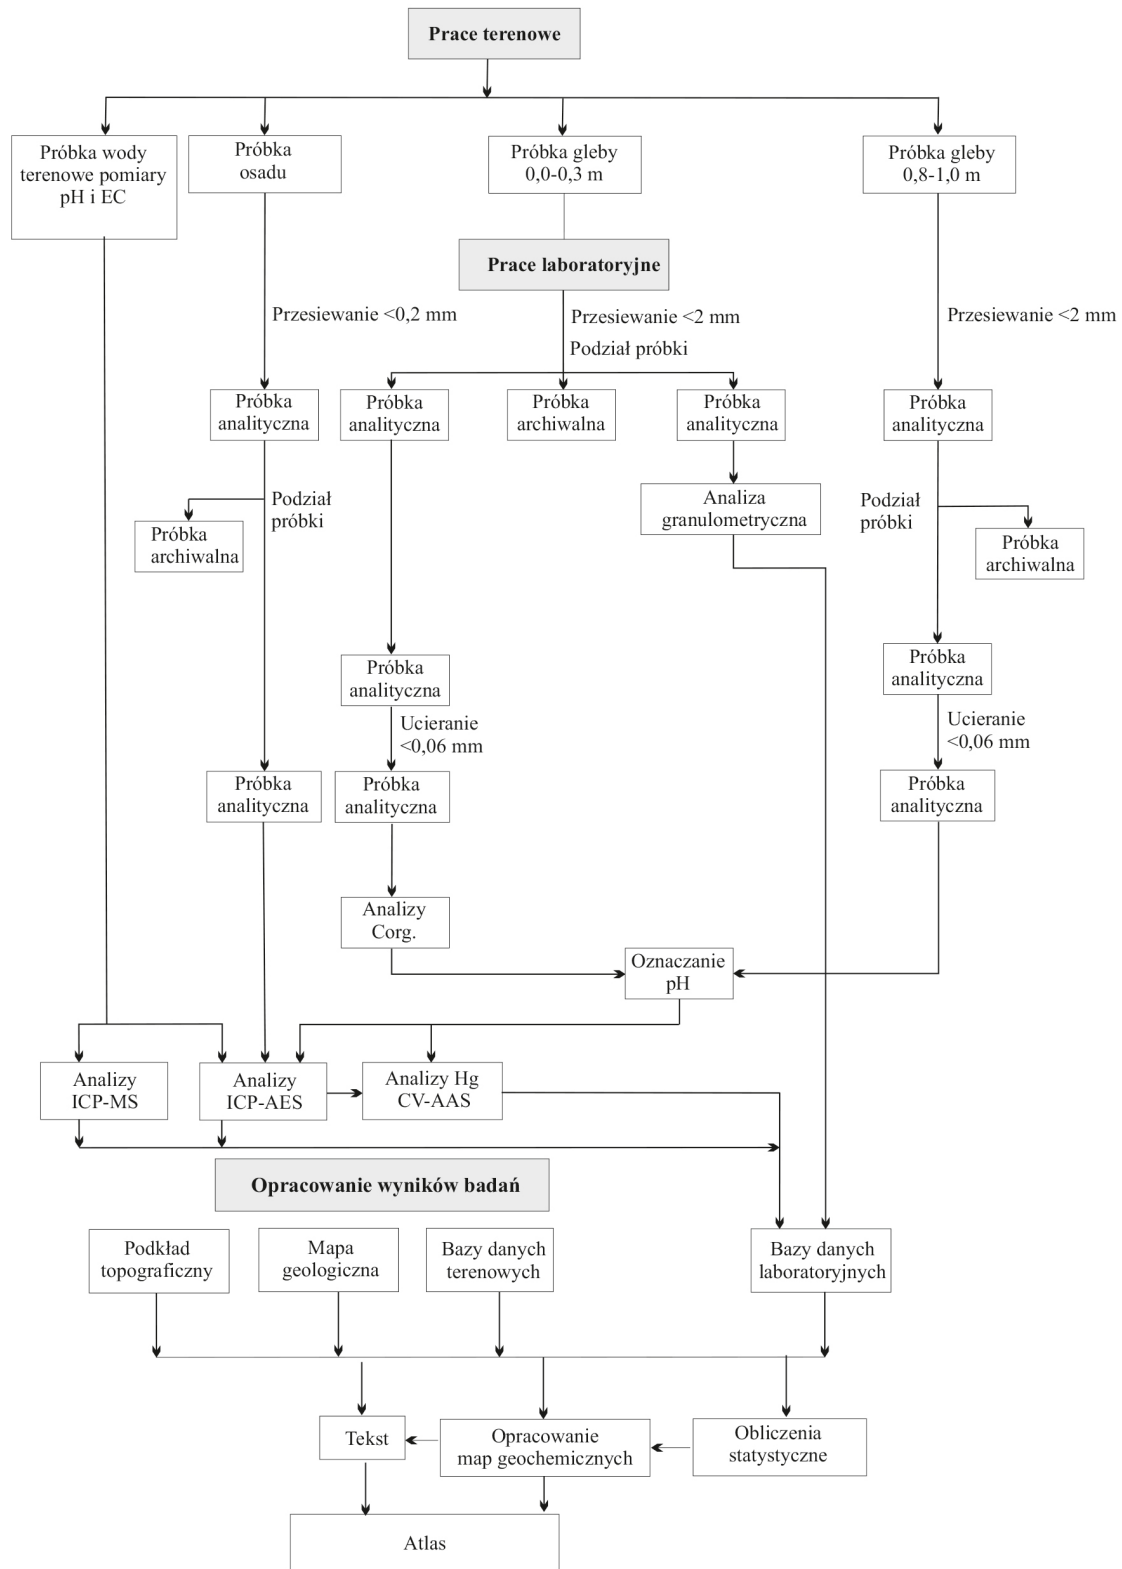 Prace terenowe
Próbka wody
terenowe pomiary
pH i EC
Próbka
osadu
Próbka gleby
0,0-0,3 m
Próbka gleby
0,8-1,0 m
Prace laboratoryjne
Przesiewanie <0,2 mm
Przesiewanie <2 mm
Podział próbki
Przesiewanie <2 mm
Próbka
analityczna
Próbka
analityczna
Próbka
archiwalna
Próbka
analityczna
Próbka
analityczna
Podział
próbki
Próbka
archiwalna
Analiza
granulometryczna
Podział
próbki
Próbka
archiwalna
Próbka
analityczna
Ucieranie
<0,06 mm
Próbka
analityczna
Ucieranie
<0,06 mm
Próbka
analityczna
Próbka
analityczna
Próbka
analityczna
Analizy
Corg.
Oznaczanie
pH
Analizy
ICP-MS
Analizy
ICP-AES
Analizy Hg
CV-AAS
Opracowanie wyników badań
Podkład
topograficzny
Mapa
geologiczna
Bazy danych
terenowych
Bazy danych
laboratoryjnych
Tekst
Opracowanie
map geochemicznych
Obliczenia
statystyczne
Atlas